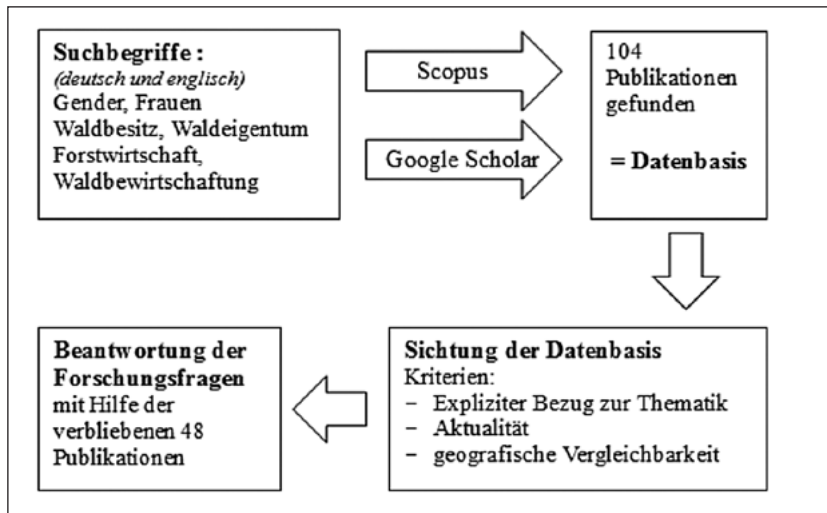 Suchbegriffe :
(deutsch und englisch)
Gender, Frauen
Waldbesitz, Waldeigentum
Forstwirtschaft,
Waldbewirtschaftung
Scopus
Google Scholar
104
Publikationen
gefunden
= Datenbasis
Sichtung der Datenbasis
Kriterien:
– Expliziter Bezug zur Thematik
– Aktualität
– geografische Vergleichbarkeit
Beantwortung der
Forschungsfragen
mit Hilfe der
verbliebenen 48
Publikationen